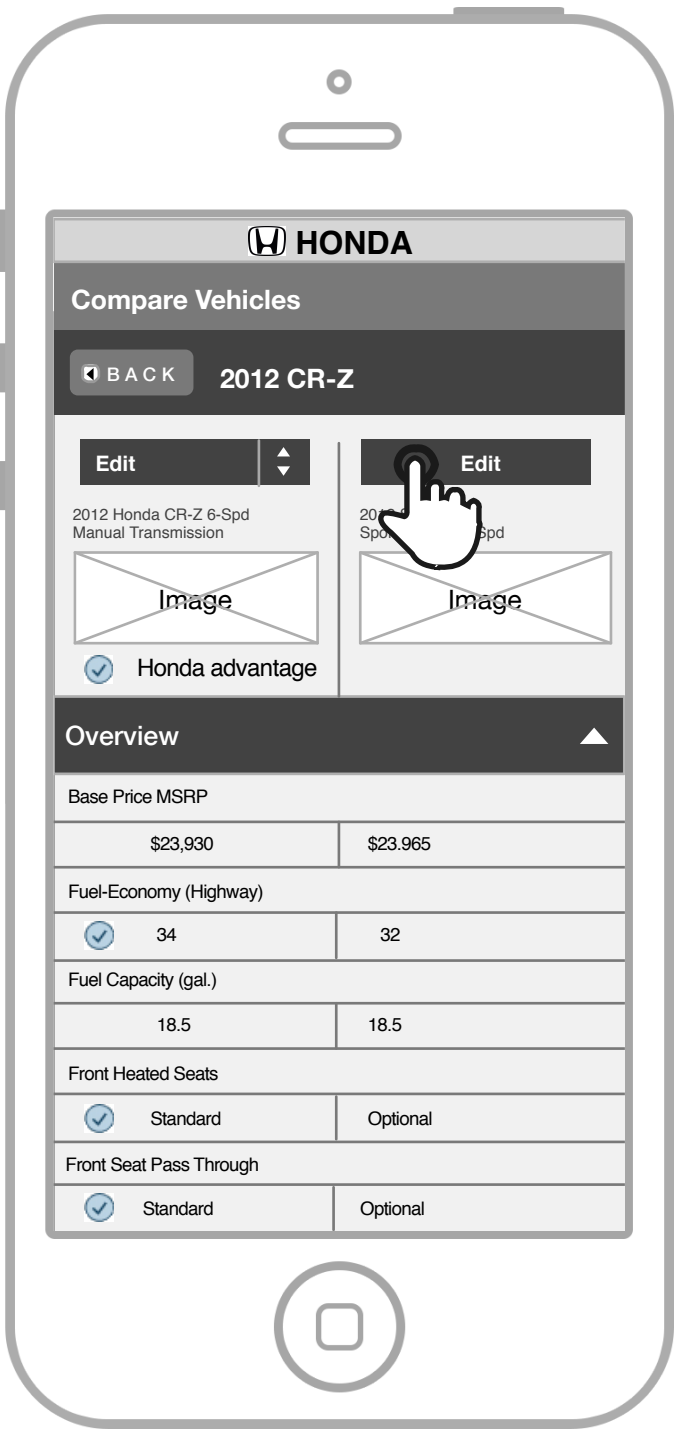 HONDA
Compare Vehicles
BACK
2012 CR-Z
Edit
Edit
2012 Honda CR-Z 6-Spd
Manual Transmission
Spd
Image
Image
Honda advantage
Overview
Base Price MSRP
$23,930
$23.965
Fuel-Economy (Highway)
34
32
Fuel Capacity (gal.)
18.5
18.5
Front Heated Seats
Standard
Optional
Front Seat Pass Through
Standard
Optional